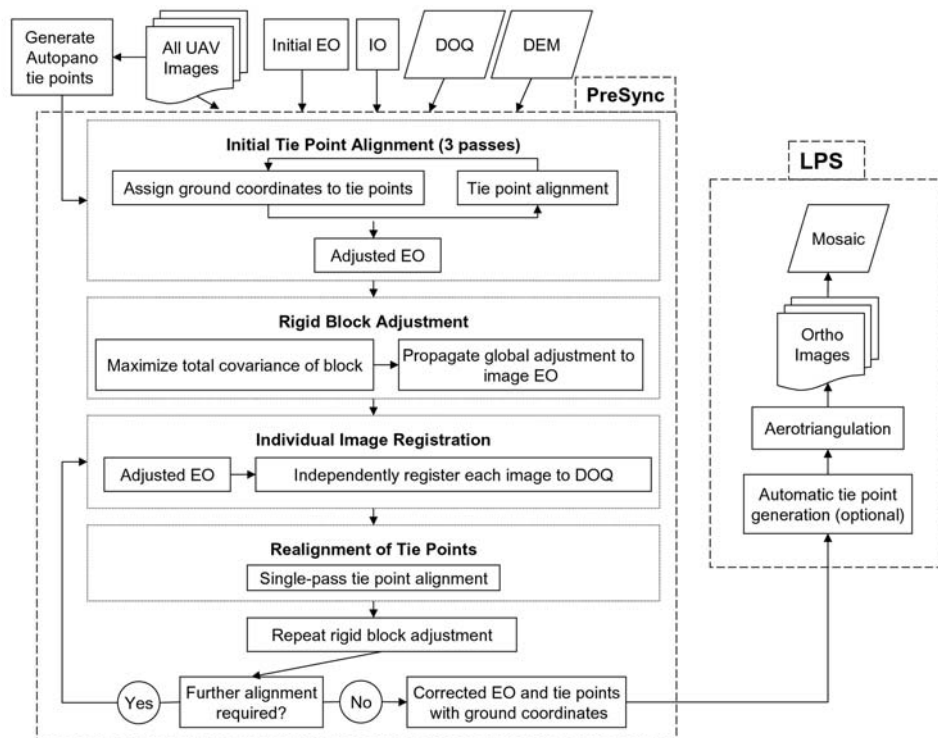 Generate
Autopano
tie points
All UAV
Images
Initial EO
IO
DOQ
DEM
PreSync
Initial Tie Point Alignment (3 passes)
Assign ground coordinates to tie points
Tie point alignment
Adjusted EO
Rigid Block Adjustment
Maximize total covariance of block
Propagate global adjustment to
image EO
Individual Image Registration
Adjusted EO
Independently register each image to DOQ
Realignment of Tie Points
Single-pass tie point alignment
Repeat rigid block adjustment
Yes
Further alignment
required?
No
Corrected EO and tie points
with ground coordinates
LPS
Mosaic
Ortho
Images
Aerotriangulation
Automatic tie point
generation (optional)